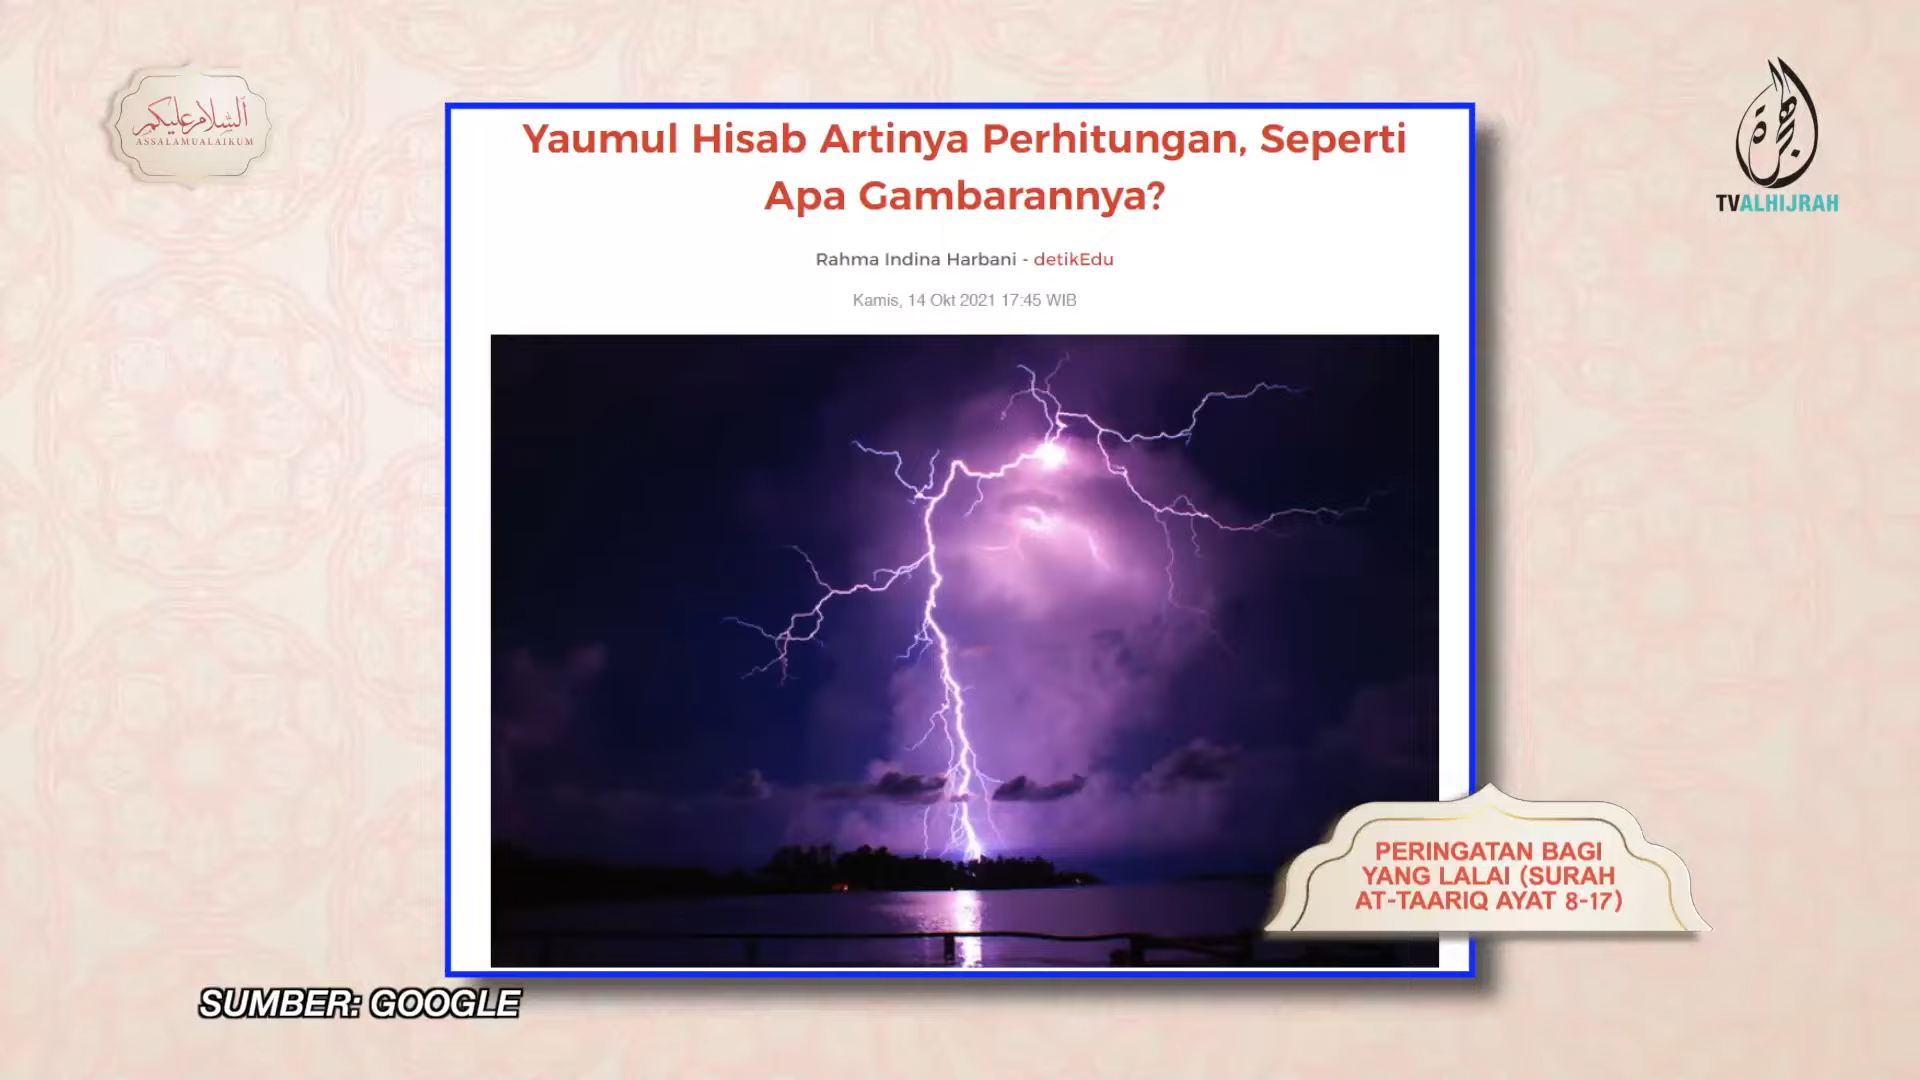 السلام عليكم
ASSALAMUALAIKUM
هجرة
TVALHIJRAH
Yaumul Hisab Artinya Perhitungan, Seperti
Apa Gambarannya?
Rahma Indina Harbani - detikEdu
Kamis, 14 Okt 2021 17:45 WIB
PERINGATAN BAGI
YANG LALAI (SURAH
AT-TAARIQ AYAT 8-17)
SUMBER: GOOGLE